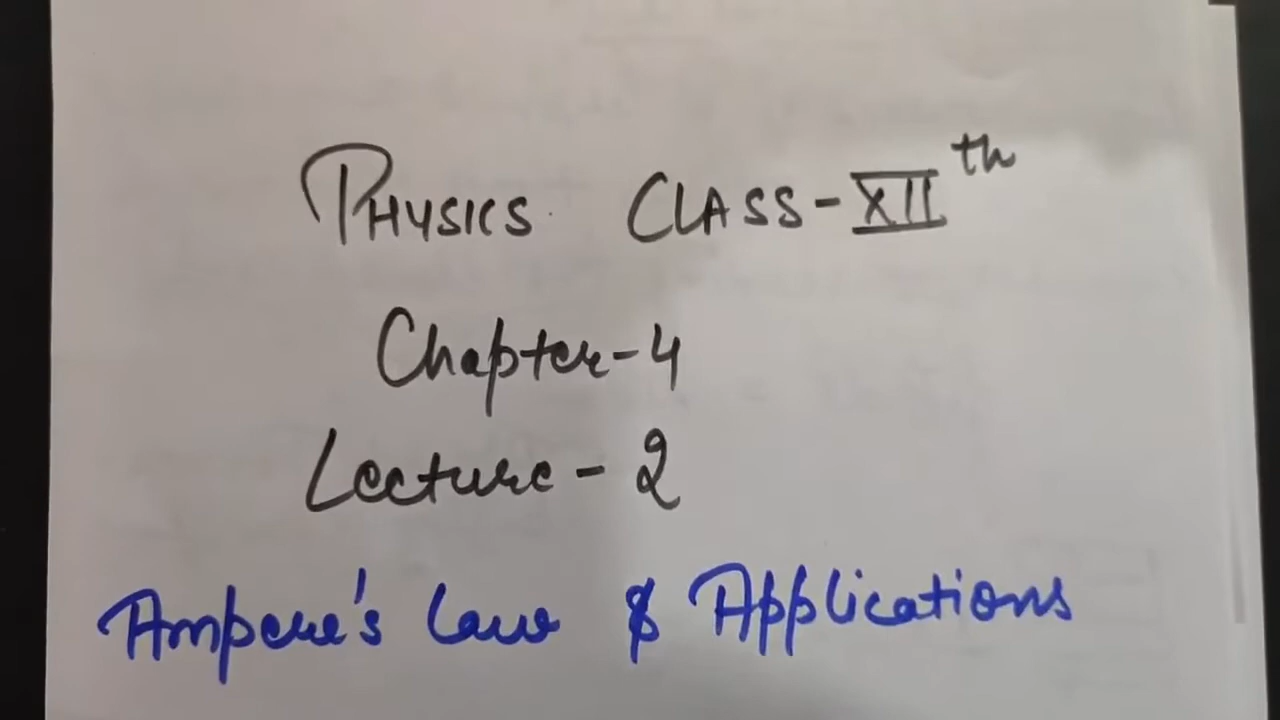 PHYSICS CLASS-XII th
Chapter-4
Lecture-2
Ampere's Law & Applications